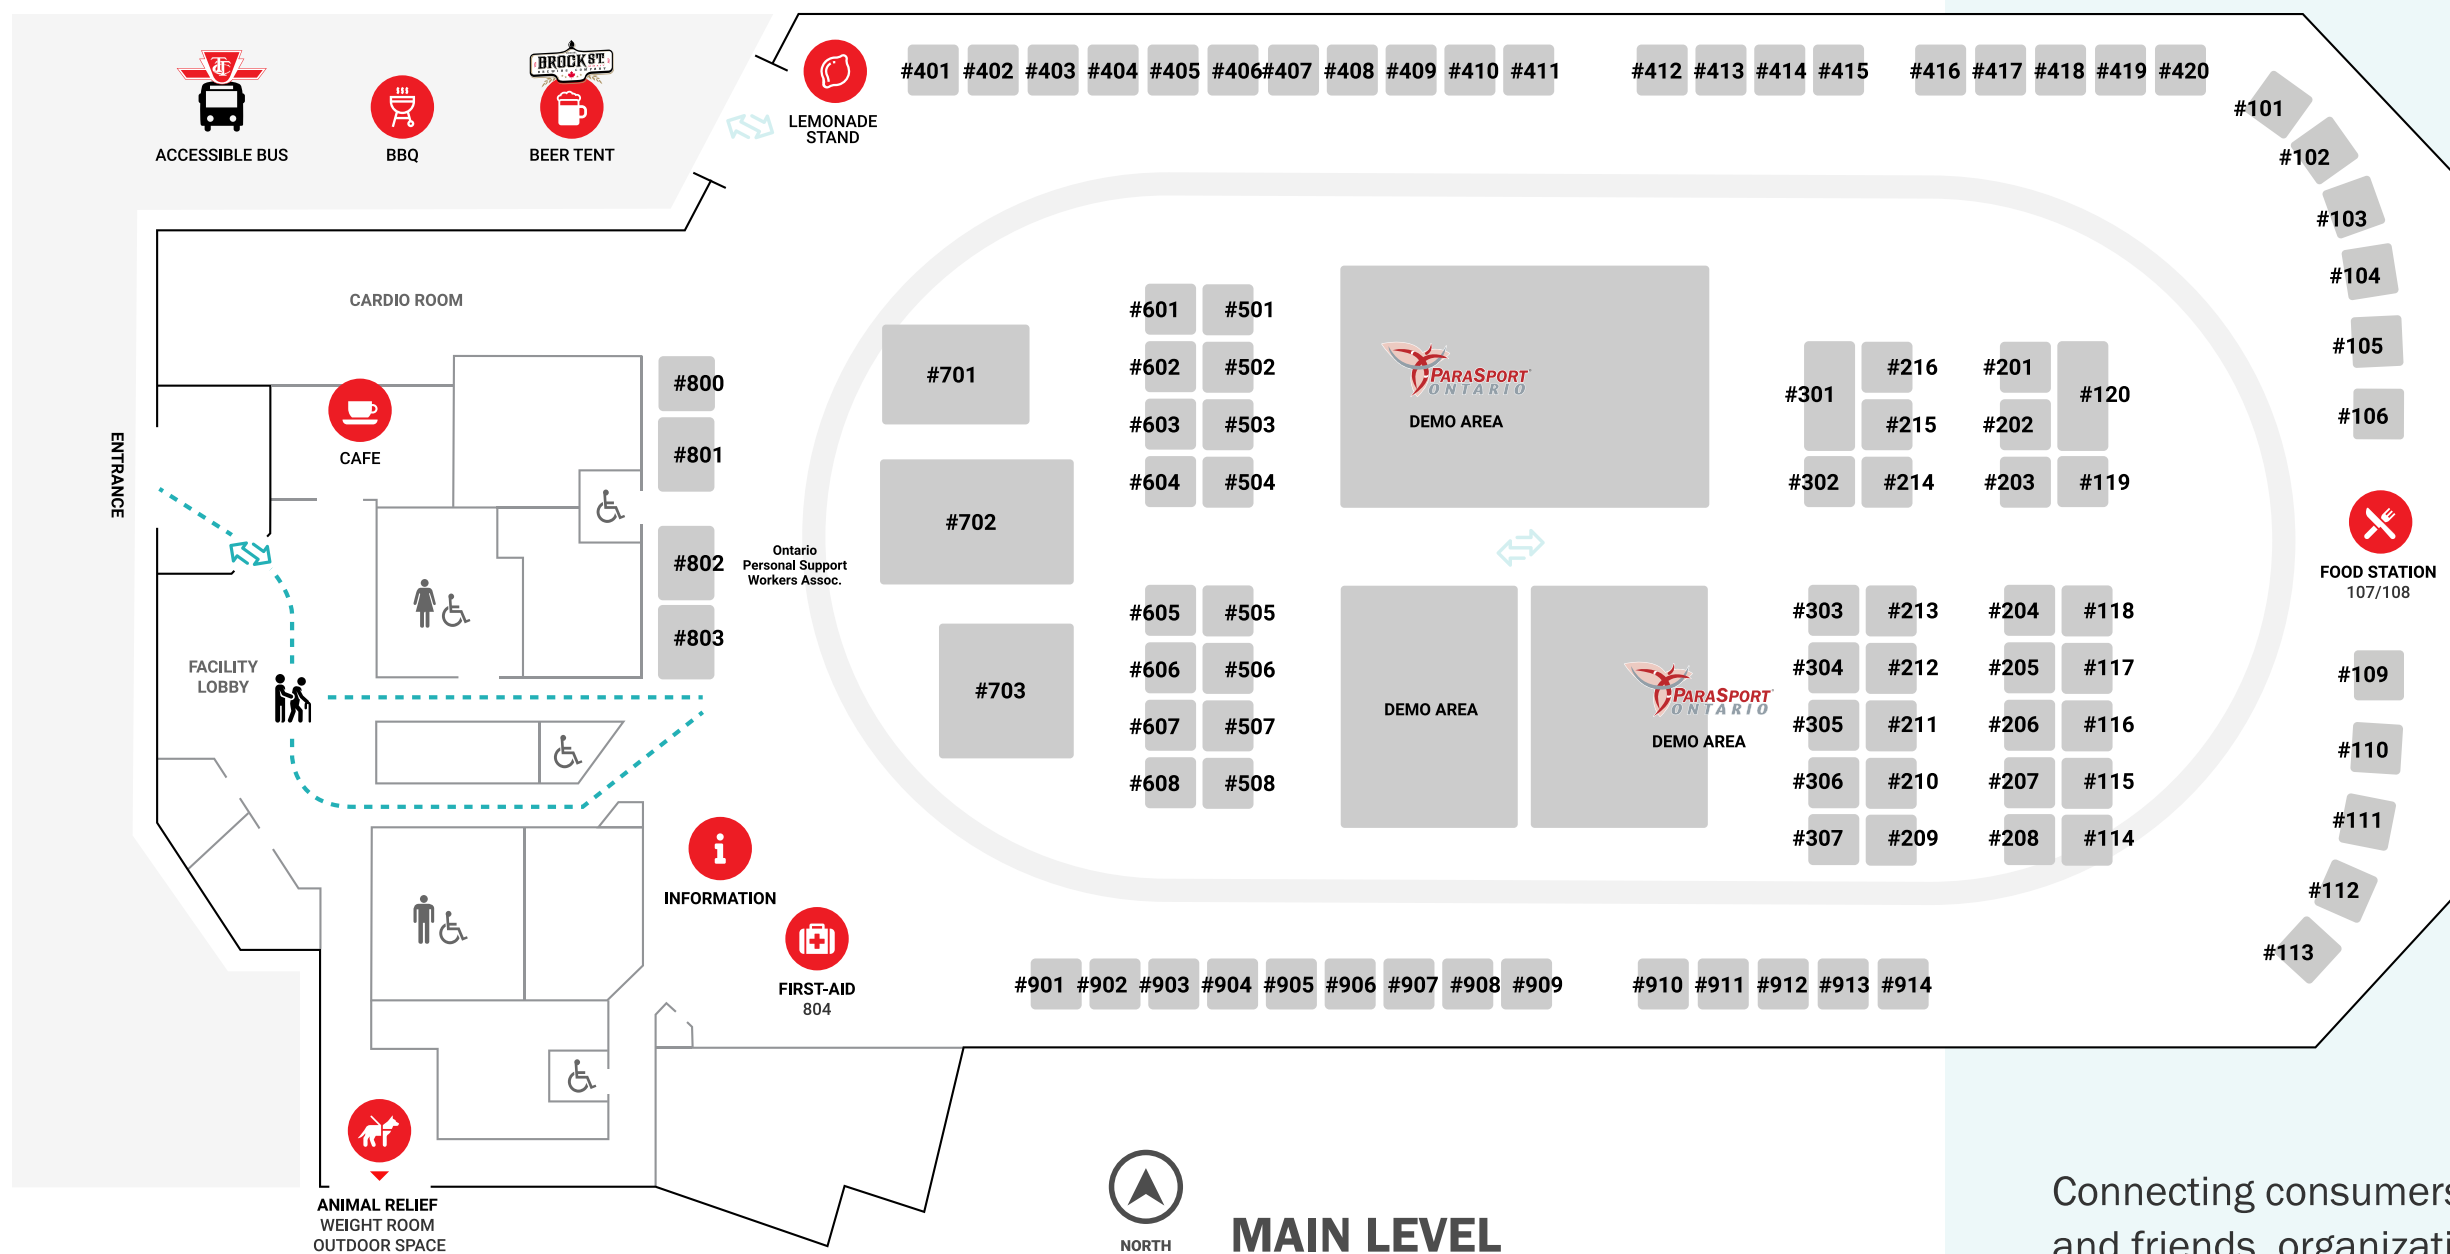 BROCK ST.
BREWING COMPANY
ACCESSIBLE BUS
BBQ
BEER TENT
LEMONADE
STAND
#401 #402 #403 #404 #405 #406 #407 #408 #409 #410 #411
#412 #413 #414 #415
#416 #417 #418 #419 #420
#101
#102
#103
#104
#105
#106
FOOD STATION
107/108
#109
#110
#111
#112
#113
CARDIO ROOM
CAFE
ENTRANCE
FACILITY
LOBBY
#800
#801
#802
#803
Ontario
Personal Support
Workers Assoc.
#701
#702
#703
#601 #501
#602 #502
#603 #503
#604 #504
#605 #505
#606 #506
#607 #507
#608 #508
PARASPORT
ONTARIO
DEMO AREA
DEMO AREA
PARASPORT
ONTARIO
DEMO AREA
#301 #216 #201 #120
#215 #202
#302 #214 #203 #119
#303 #213 #204 #118
#304 #212 #205 #117
#305 #211 #206 #116
#306 #210 #207 #115
#307 #209 #208 #114
INFORMATION
FIRST-AID
804
#901 #902 #903 #904 #905 #906 #907 #908 #909
#910 #911 #912 #913 #914
ANIMAL RELIEF
WEIGHT ROOM
OUTDOOR SPACE
NORTH
MAIN LEVEL
Connecting consumers
and friends, organizati